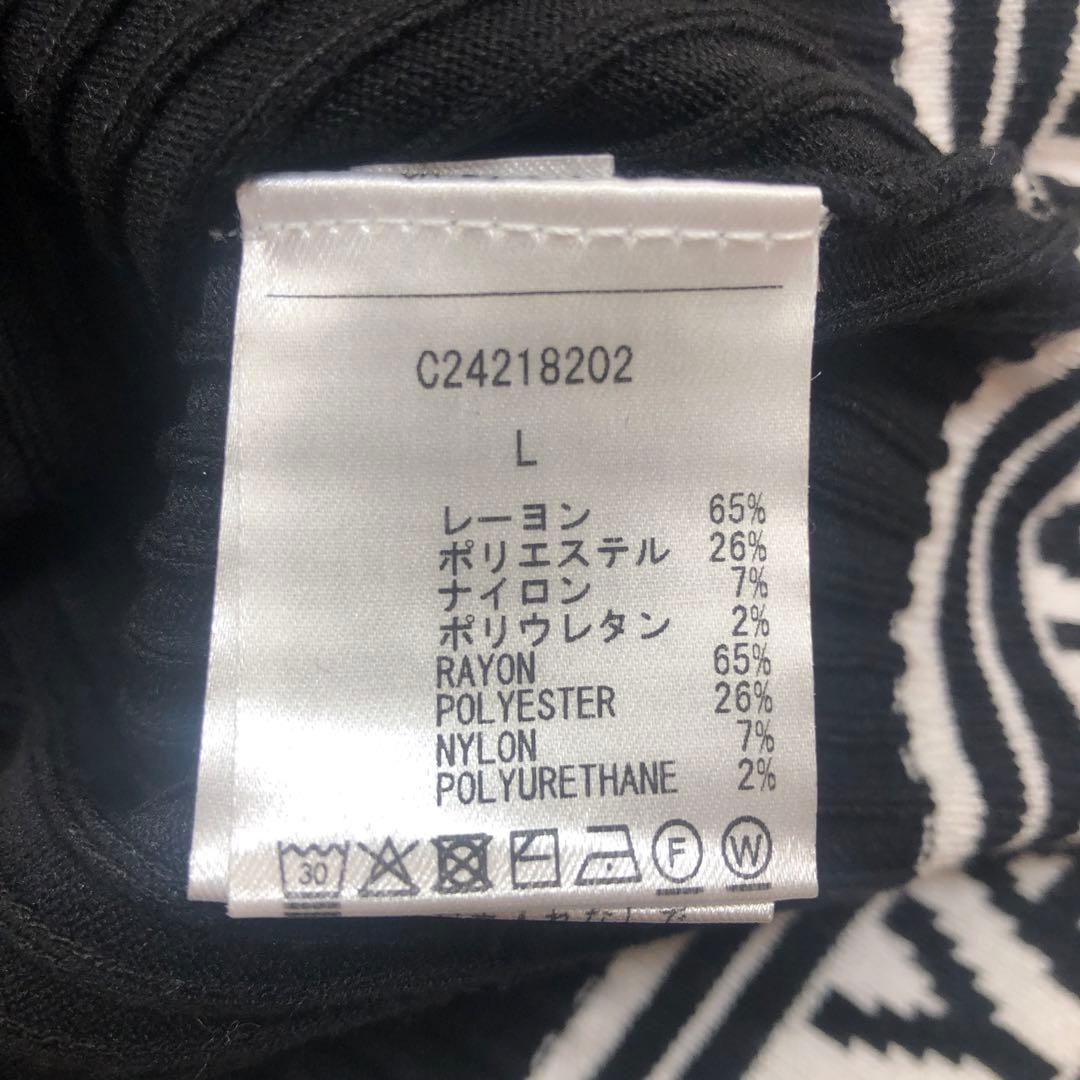 C24218202
L
レーヨン 65%
ポリエステル 26%
ナイロン 7%
ポリウレタン 2%
RAYON 65%
POLYESTER 26%
NYLON 7%
POLYURETHANE 2%
30 F W